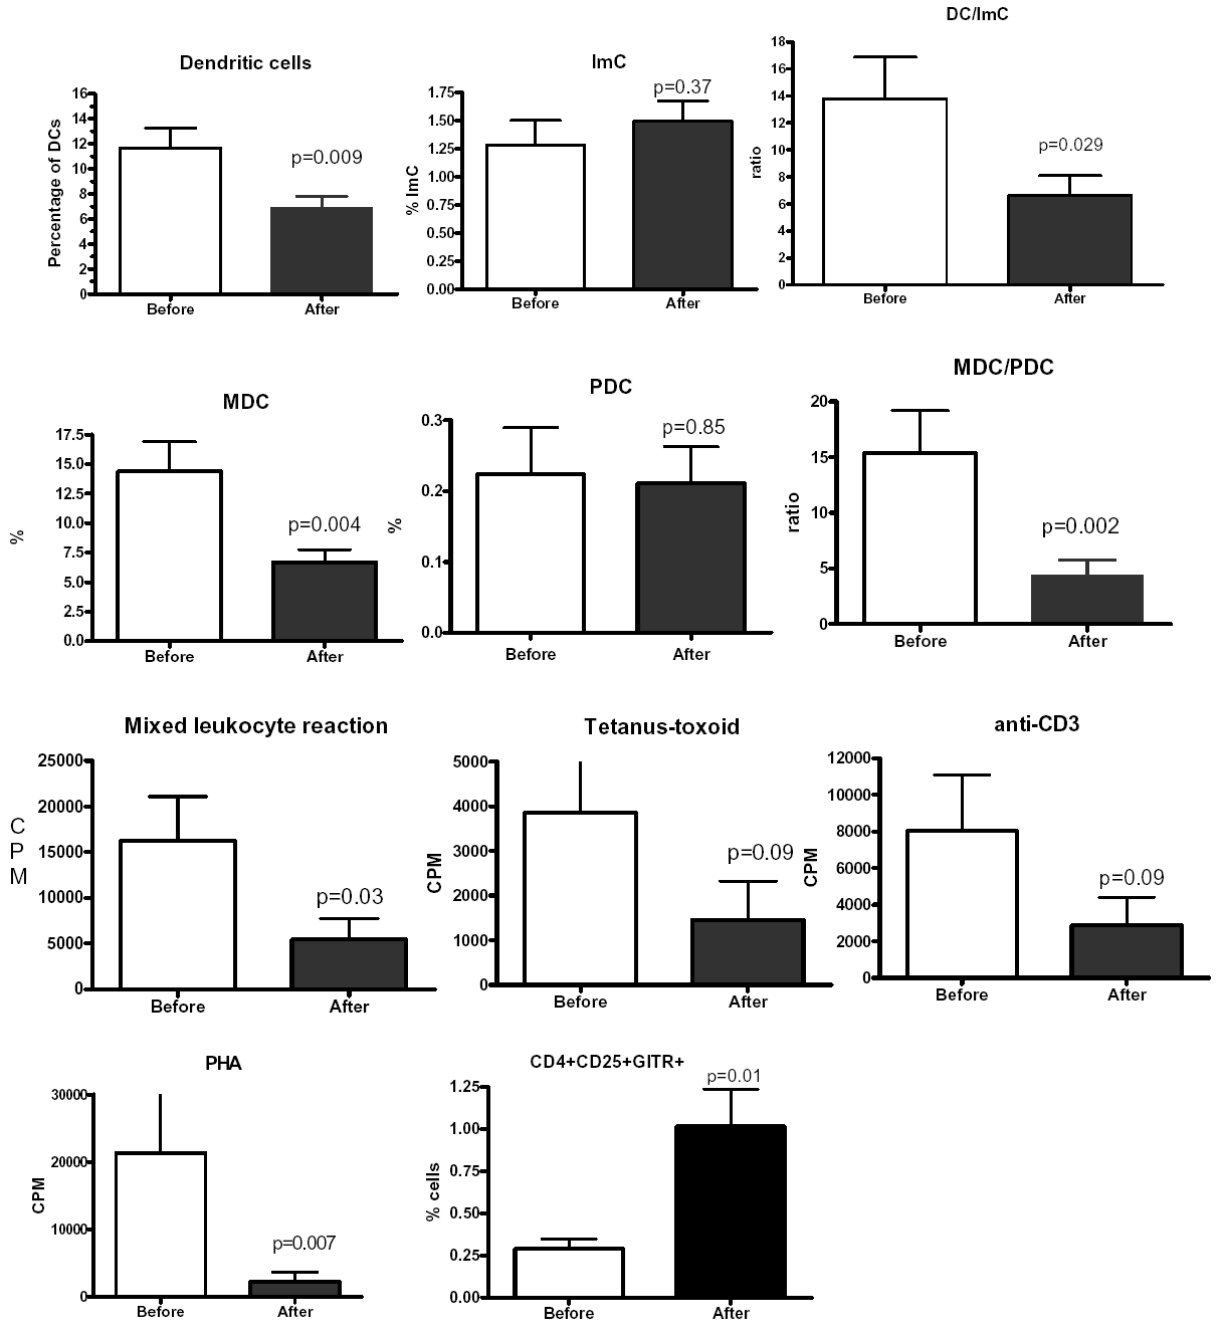 Dendritic cells
Percentage of DCs
16
14
12
10
8
6
4
2
0
p=0.009
Before After
ImC
% ImC
1.75
1.50
1.25
1.00
0.75
0.50
0.25
0.00
p=0.37
Before After
DC/ImC
ratio
18
16
14
12
10
8
6
4
2
0
p=0.029
Before After
MDC
%
17.5
15.0
12.5
10.0
7.5
5.0
2.5
0.0
p=0.004
Before After
PDC
%
0.3
0.2
0.1
0.0
p=0.85
Before After
MDC/PDC
ratio
20
15
10
5
0
p=0.002
Before After
Mixed leukocyte reaction
C
P
M
25000
20000
15000
10000
5000
0
p=0.03
Before After
Tetanus-toxoid
CPM
5000
4000
3000
2000
1000
0
p=0.09
Before After
anti-CD3
CPM
12000
10000
8000
6000
4000
2000
0
p=0.09
Before After
PHA
CPM
30000
20000
10000
0
p=0.007
Before After
CD4+CD25+GITR+
% cells
1.25
1.00
0.75
0.50
0.25
0.00
p=0.01
Before After